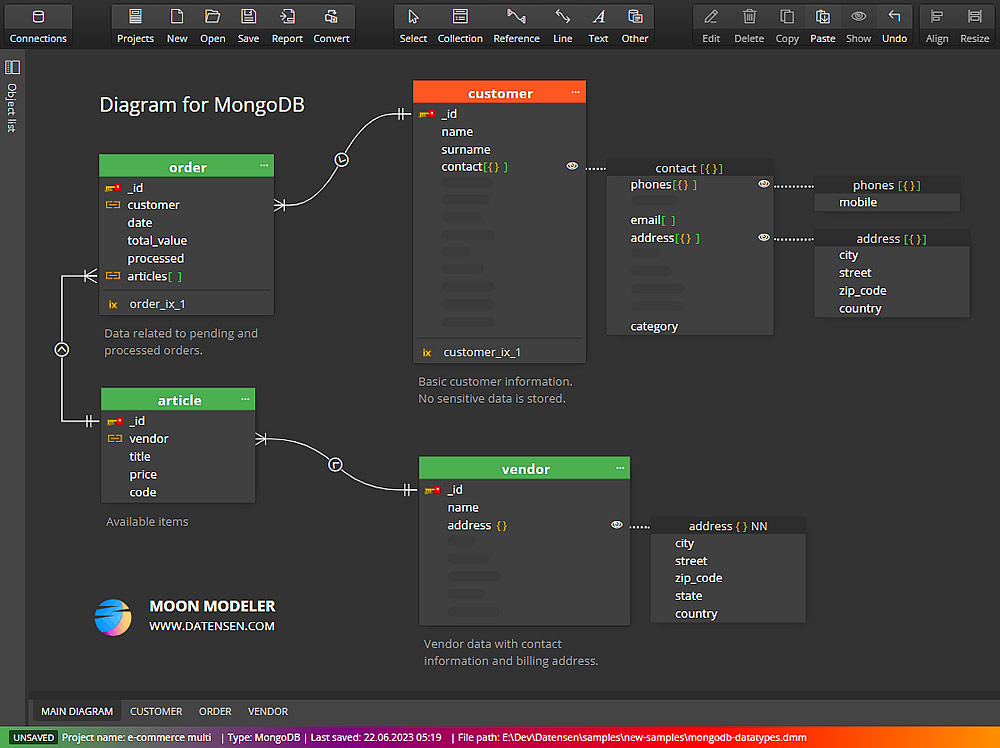 Connections
Projects New Open Save Report Convert
Select Collection Reference Line Text Other
Edit Delete Copy Paste Show Undo
Align Resize
Object list
Diagram for MongoDB
customer ...
_id
name
surname
contact[{} ]
customer_ix_1
Basic customer information.
No sensitive data is stored.
order ...
_id
customer
date
total_value
processed
articles[ ]
ix order_ix_1
Data related to pending and
processed orders.
contact [{}]
phones[{} ]
email[ ]
address[{} ]
category
phones [{}]
mobile
address [{}]
city
street
zip_code
country
article ...
_id
vendor
title
price
code
Available items
vendor ...
_id
name
address {}
Vendor data with contact
information and billing address.
address { } NN
city
street
zip_code
state
country
MOON MODELER
WWW.DATENSEN.COM
MAIN DIAGRAM CUSTOMER ORDER VENDOR
UNSAVED Project name: e-commerce multi | Type: MongoDB | Last saved: 22.06.2023 05:19 | File path: E:\Dev\Datensen\samples\new-samples\mongodb-datatypes.dmm